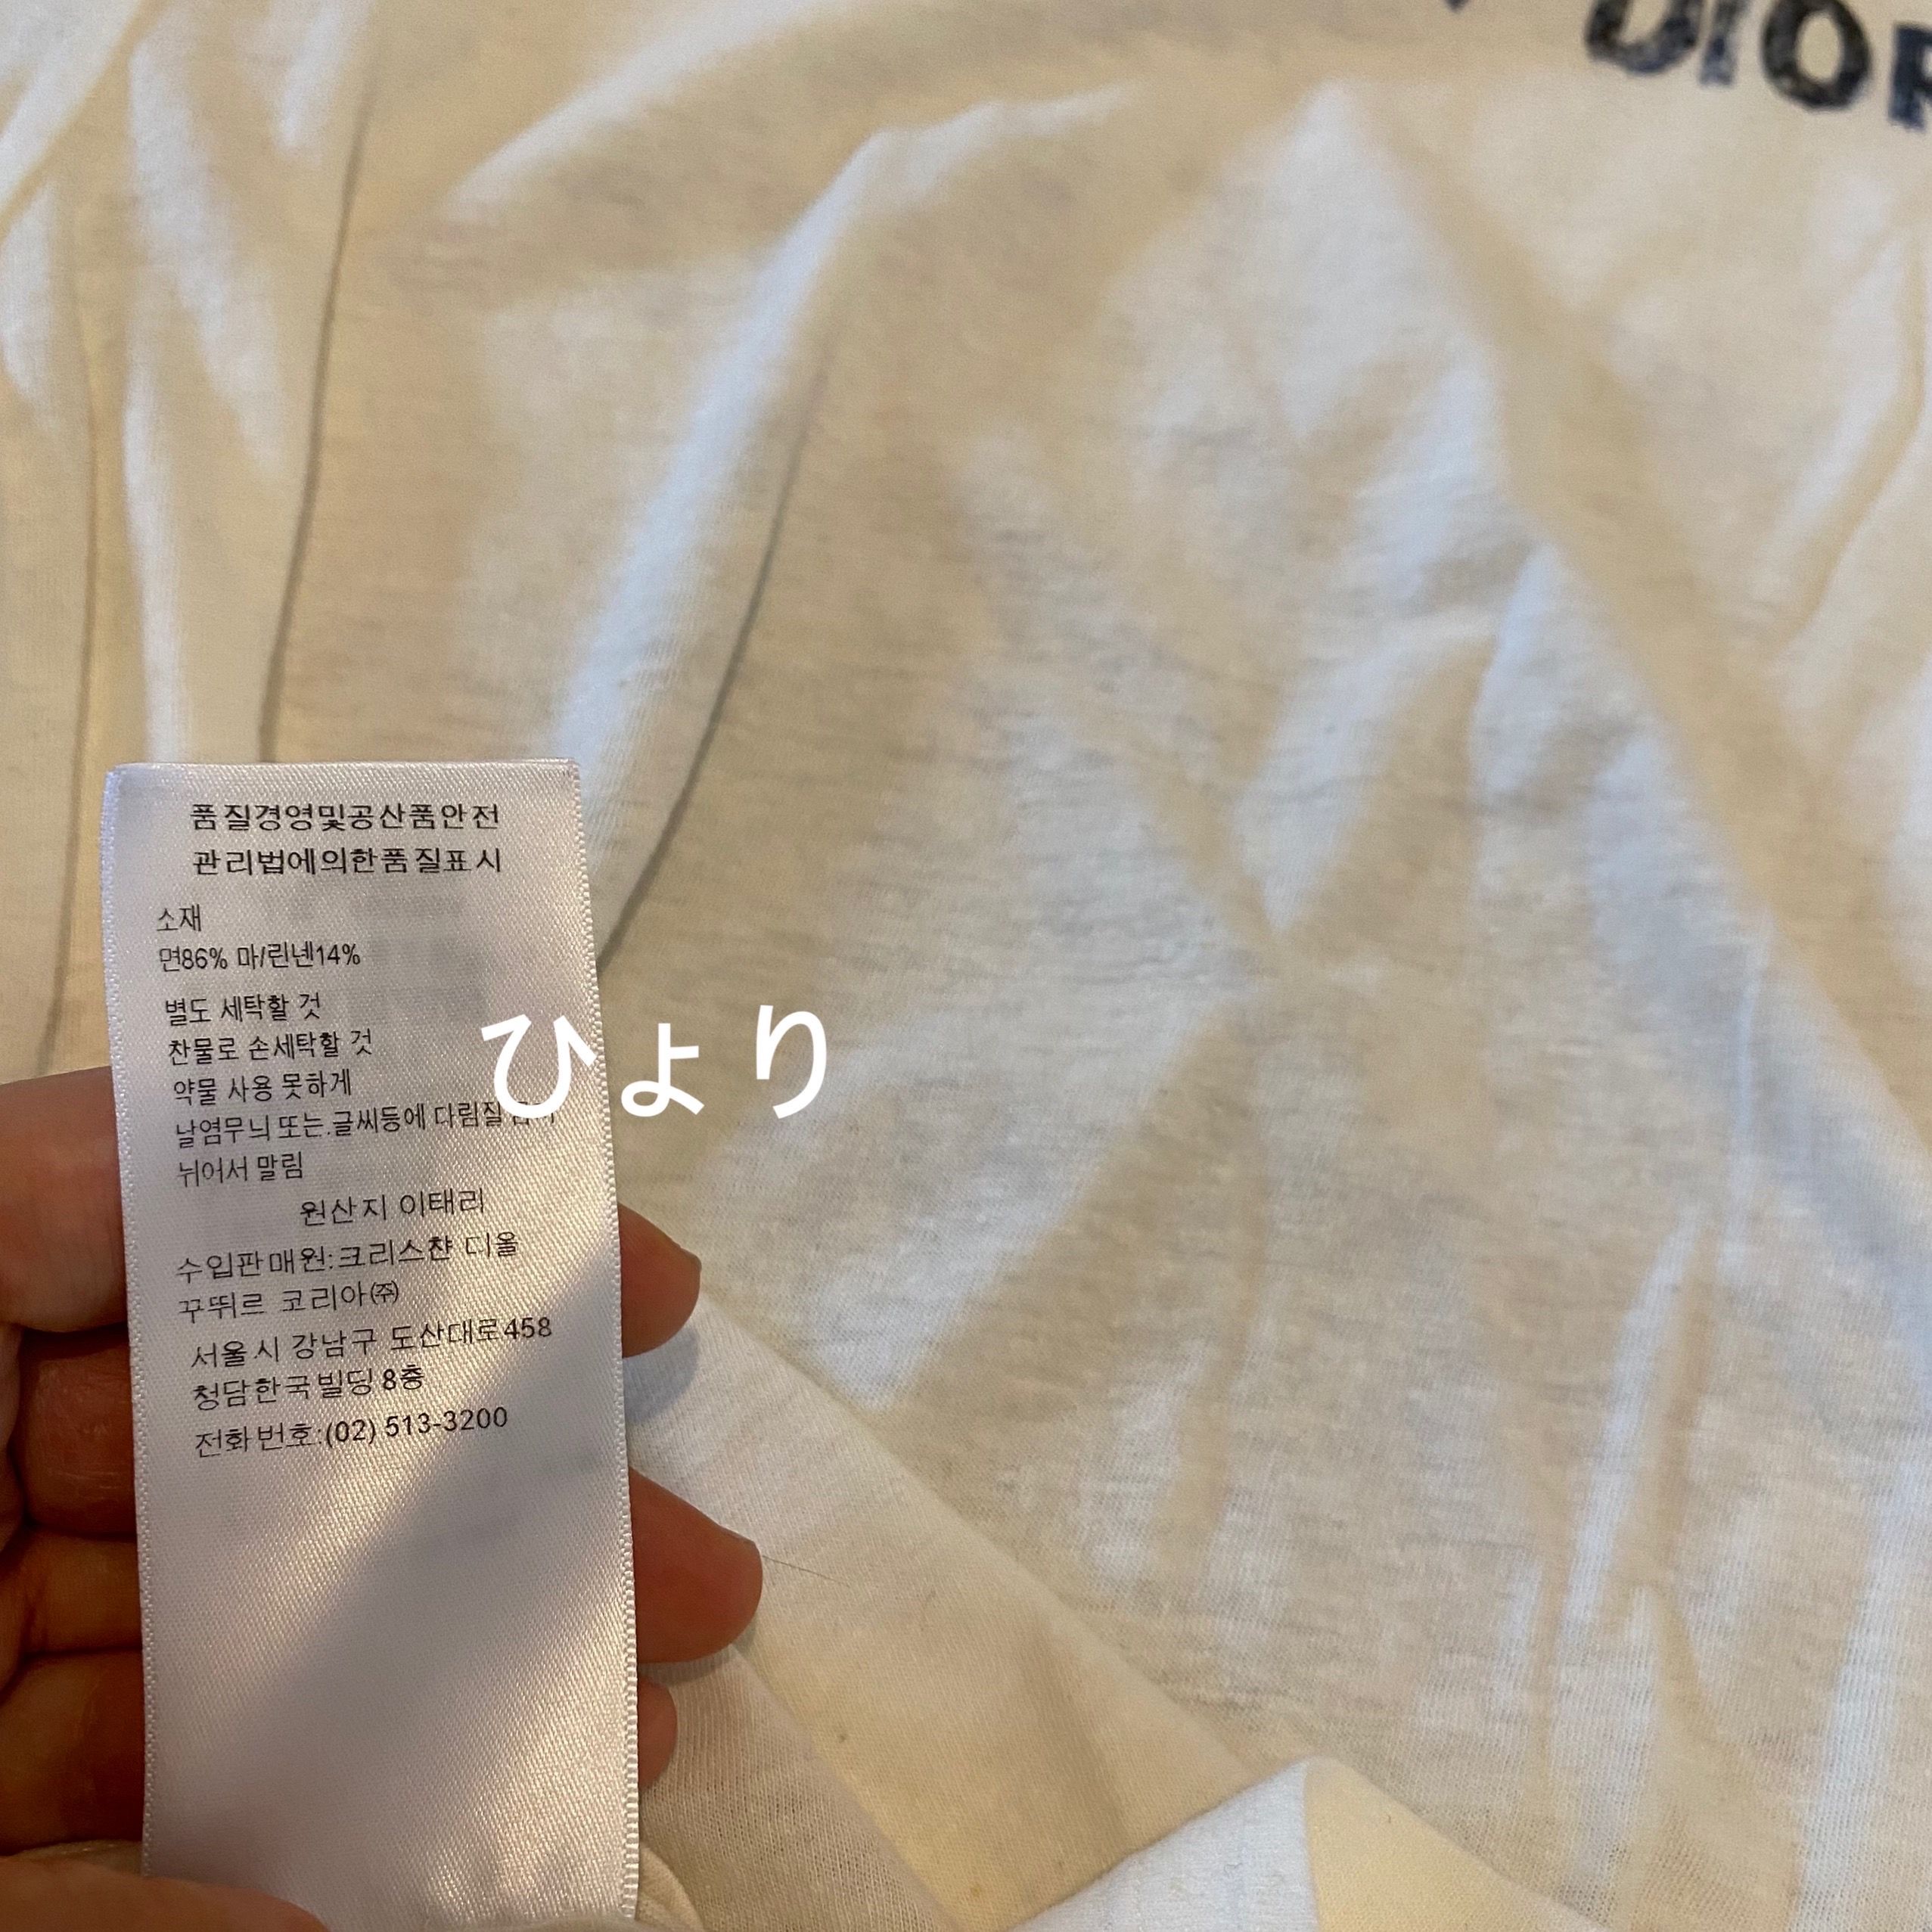 DIOR
품질경영및공산품안전
관리법에의한품질표시
소재
면86% 마/린넨14%
별도 세탁할 것
찬물로 손세탁할 것
약물 사용 못하게
날염무늬 또는.글씨등에 다림질
뉘어서 말림
원산지 이태리
수입판매원:크리스챤 디올
꾸뛰르 코리아㈜
서울시 강남구 도산대로458
청담한국빌딩8층
전화번호:(02) 513-3200
ひより